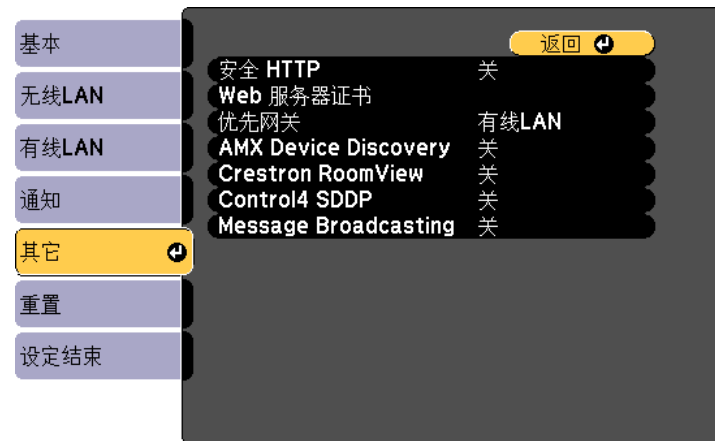 基本
无线LAN
有线LAN
通知
其它
重置
设定结束
返回
安全 HTTP 关
Web 服务器证书
优先网关 有线LAN
AMX Device Discovery 关
Crestron RoomView 关
Control4 SDDP 关
Message Broadcasting 关